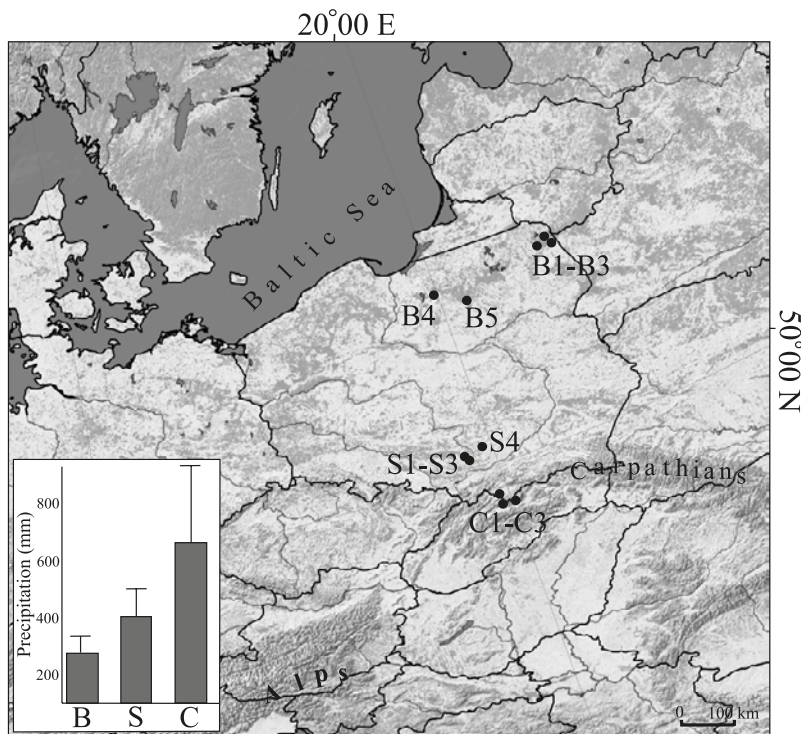 20°00 E
Baltic Sea
B1-B3
B4
B5
50°00 N
S4
S1-S3
Carpathians
C1-C3
Alps
Precipitation (mm)
800
600
400
200
B S C
0 100 km